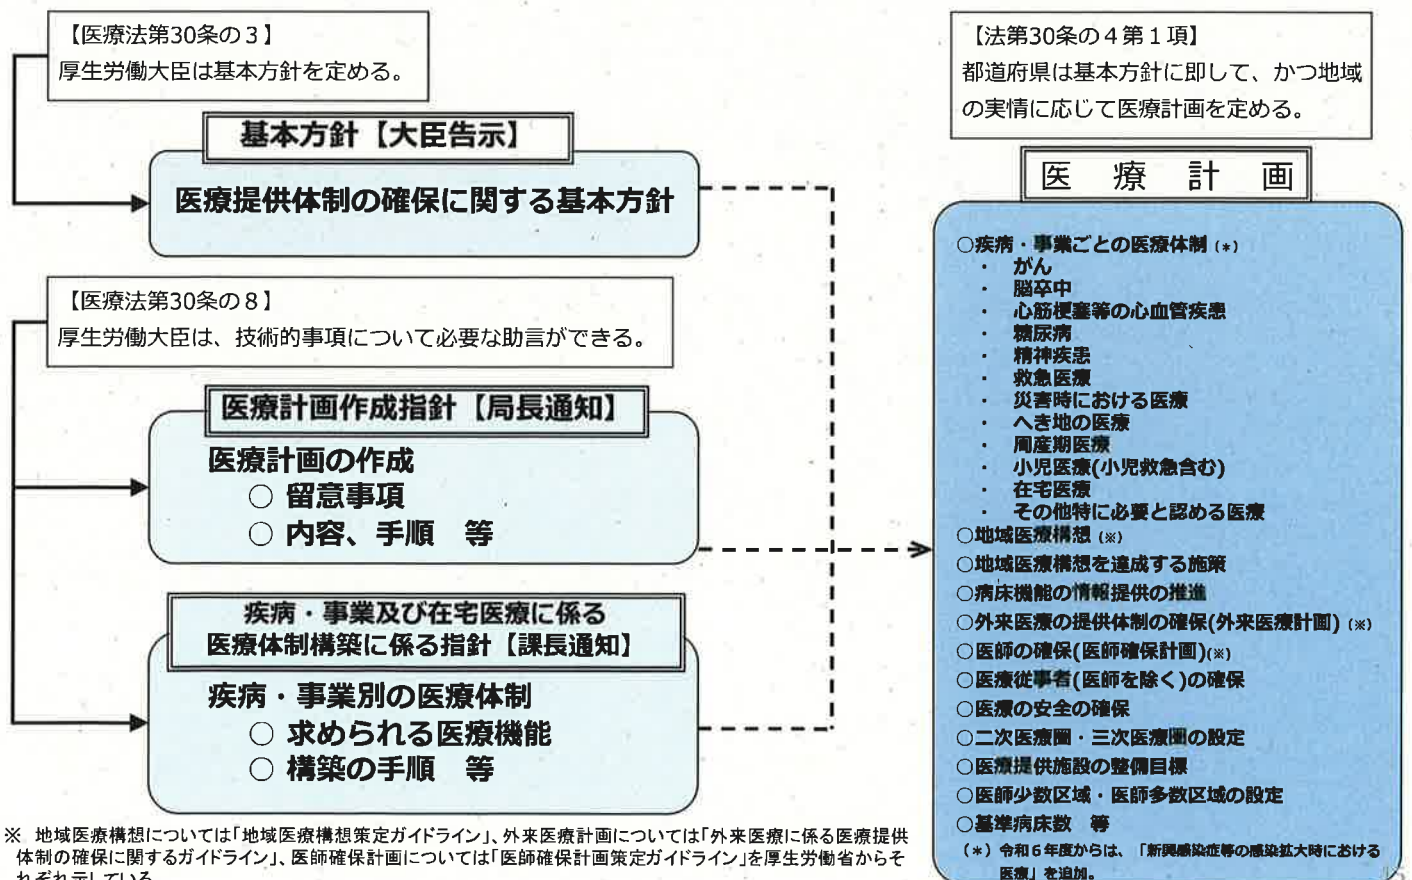 【医療法第30条の３】
厚生労働大臣は基本方針を定める。
基本方針【大臣告示】
医療提供体制の確保に関する基本方針
【医療法第30条の８】
厚生労働大臣は、技術的事項について必要な助言ができる。
医療計画作成指針【局長通知】
医療計画の作成
○ 留意事項
○ 内容、手順　等
疾病・事業及び在宅医療に係る
医療体制構築に係る指針【課長通知】
疾病・事業別の医療体制
○ 求められる医療機能
○ 構築の手順　等
【法第30条の４第１項】
都道府県は基本方針に即して、かつ地域
の実情に応じて医療計画を定める。
医　療　計　画
○疾病・事業ごとの医療体制（*）
・　がん
・　脳卒中
・　心筋梗塞等の心血管疾患
・　糖尿病
・　精神疾患
・　救急医療
・　災害時における医療
・　へき地の医療
・　周産期医療
・　小児医療(小児救急含む)
・　在宅医療
・　その他特に必要と認める医療
○地域医療構想（※）
○地域医療構想を達成する施策
○病床機能の情報提供の推進
○外来医療の提供体制の確保(外来医療計画)（※）
○医師の確保(医師確保計画)(※)
○医療従事者(医師を除く)の確保
○医療の安全の確保
○二次医療圏・三次医療圏の設定
○医療提供施設の整備目標
○医師少数区域・医師多数区域の設定
○基準病床数　等
（*）令和６年度からは、「新興感染症等の感染拡大時における
医療」を追加。
※ 地域医療構想については「地域医療構想策定ガイドライン」、外来医療計画については「外来医療に係る医療提供
体制の確保に関するガイドライン」、医師確保計画については「医師確保計画策定ガイドライン」を厚生労働省からそ
れぞれ示している